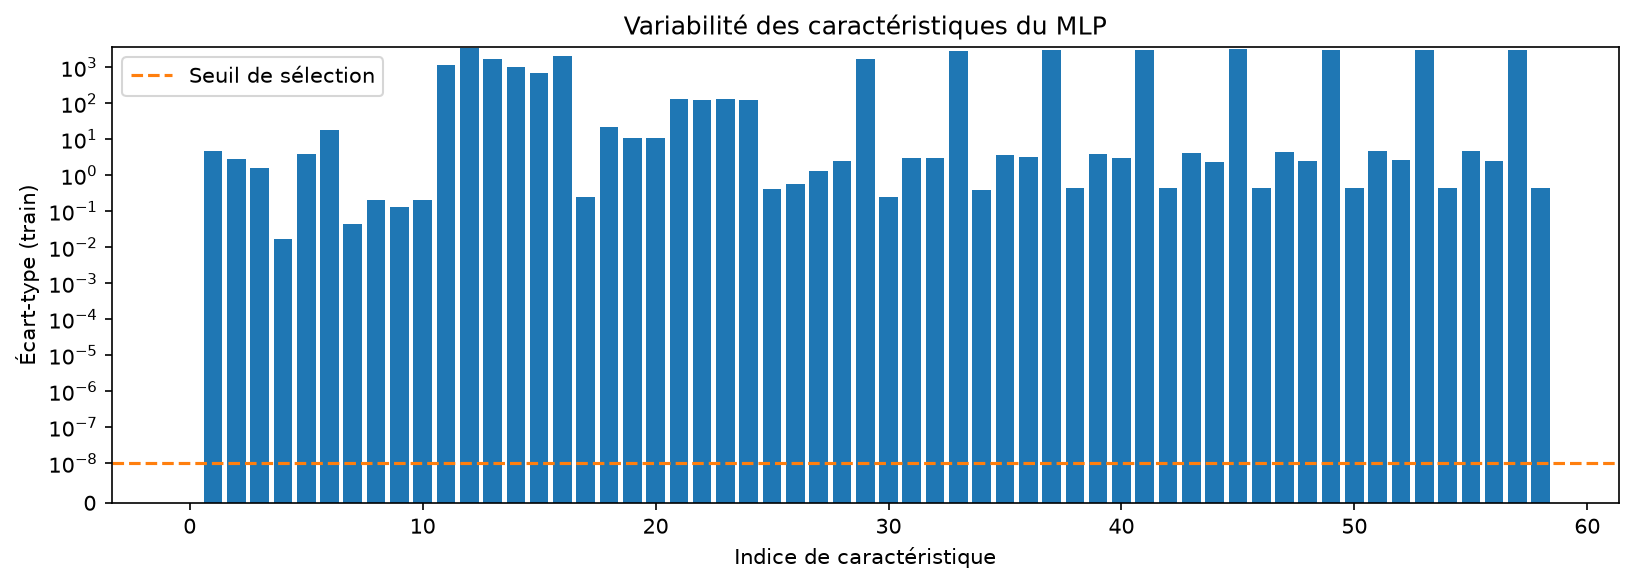 Variabilité des caractéristiques du MLP
Écart-type (train)
10³
10²
10¹
10⁰
10⁻¹
10⁻²
10⁻³
10⁻⁴
10⁻⁵
10⁻⁶
10⁻⁷
10⁻⁸
0
Seuil de sélection
0 10 20 30 40 50 60
Indice de caractéristique